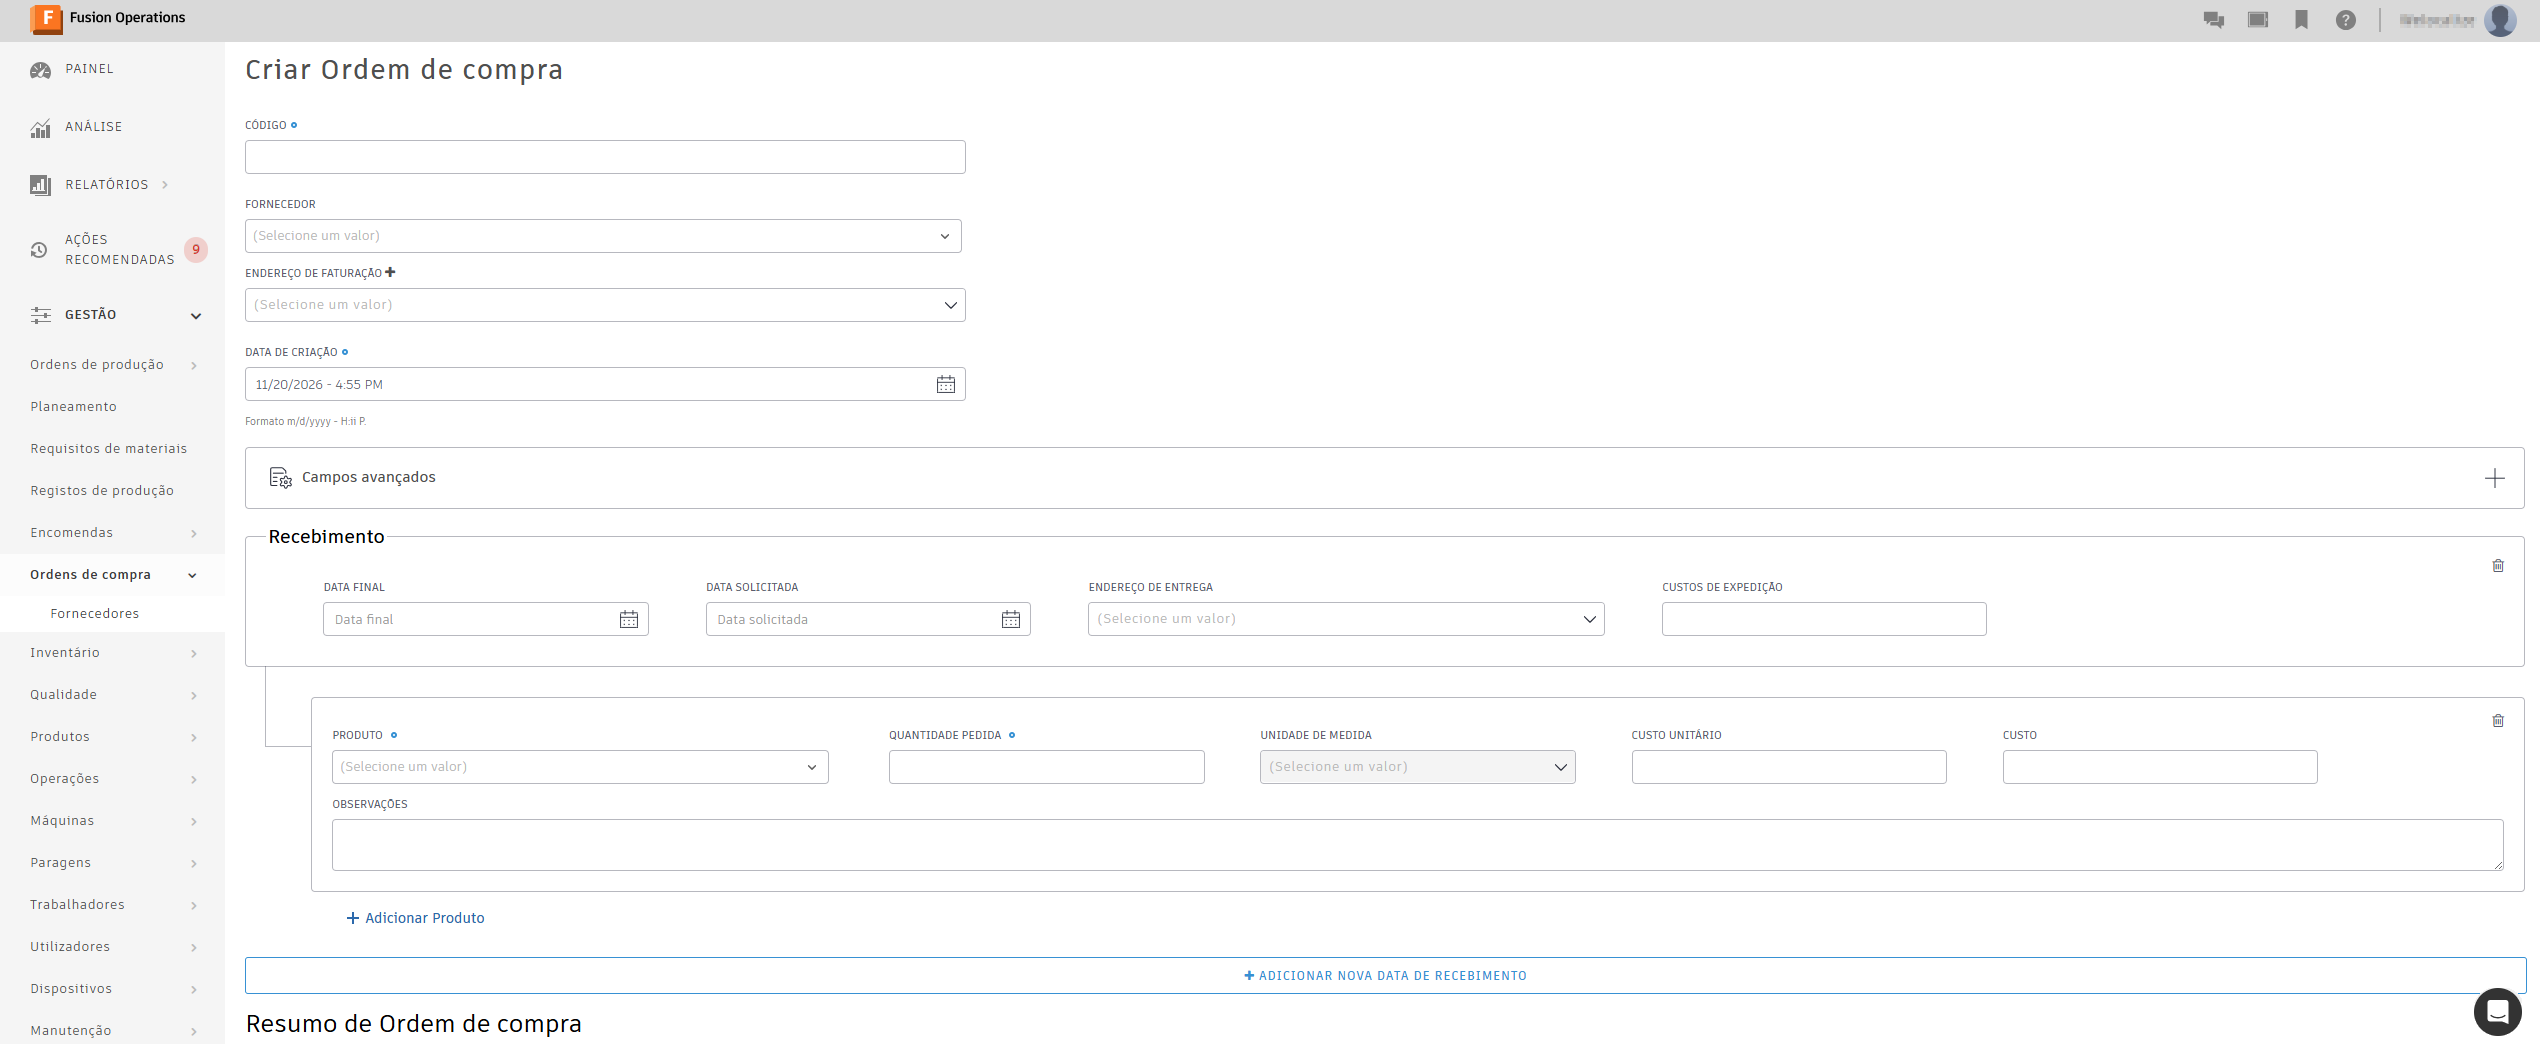 Fusion Operations
PAINEL
ANÁLISE
RELATÓRIOS
AÇÕES
RECOMENDADAS
9
GESTÃO
Ordens de produção
Planeamento
Requisitos de materiais
Registos de produção
Encomendas
Ordens de compra
Fornecedores
Inventário
Qualidade
Produtos
Operações
Máquinas
Paragens
Trabalhadores
Utilizadores
Dispositivos
Manutenção
Criar Ordem de compra
CÓDIGO
FORNECEDOR
(Selecione um valor)
ENDEREÇO DE FATURAÇÃO
(Selecione um valor)
DATA DE CRIAÇÃO
11/20/2026 - 4:55 PM
Formato m/d/yyyy - H:ii P.
Campos avançados
Recebimento
DATA FINAL
Data final
DATA SOLICITADA
Data solicitada
ENDEREÇO DE ENTREGA
(Selecione um valor)
CUSTOS DE EXPEDIÇÃO
PRODUTO
(Selecione um valor)
QUANTIDADE PEDIDA
UNIDADE DE MEDIDA
(Selecione um valor)
CUSTO UNITÁRIO
CUSTO
OBSERVAÇÕES
+ Adicionar Produto
+ ADICIONAR NOVA DATA DE RECEBIMENTO
Resumo de Ordem de compra